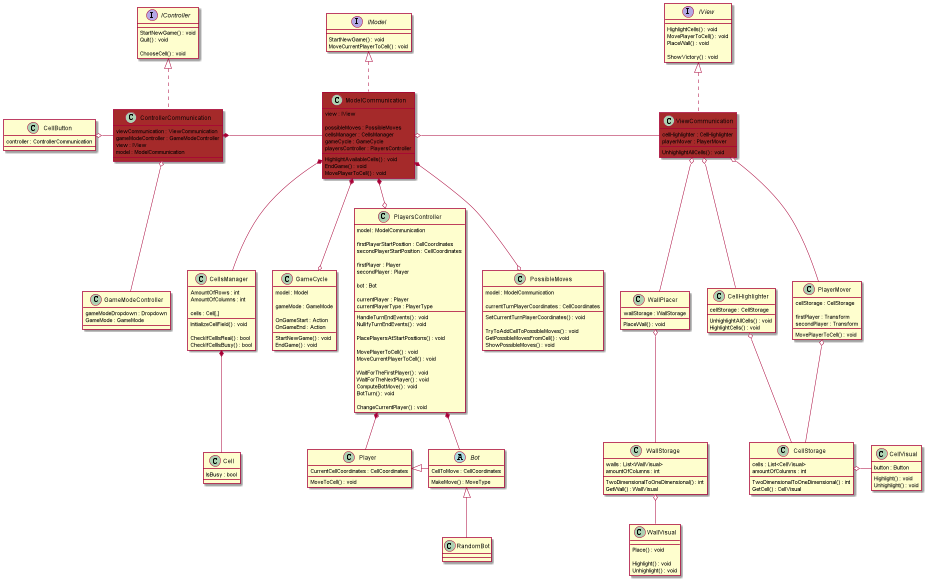 IController
StartNewGame() : void
Quit() : void
ChooseCell() : void
IModel
StartNewGame() : void
MoveCurrentPlayerToCell() : void
IView
HighlightCells() : void
MovePlayerToCell() : void
PlaceWall() : void
ShowVictory() : void
CellButton
controller : ControllerCommunication
ControllerCommunication
viewCommunication : ViewCommunication
gameModeController : GameModeController
view : IView
model : ModelCommunication
ModelCommunication
view : IView
possibleMoves : PossibleMoves
cellsManager : CellsManager
gameCycle : GameCycle
playersController : PlayersController
HighlightAvailableCells() : void
EndGame() : void
MovePlayerToCell() : void
ViewCommunication
cellHighlighter : CellHighlighter
playerMover : PlayerMover
UnhighlightAllCells() : void
GameModeController
gameModeDropdown : Dropdown
GameMode : GameMode
CellsManager
AmountOfRows : int
AmountOfColumns : int
cells : Cell[,]
InitializeCellField() : void
CheckIfCellIsReal() : bool
CheckIfCellIsBusy() : bool
GameCycle
model : Model
gameMode : GameMode
OnGameStart : Action
OnGameEnd : Action
StartNewGame() : void
EndGame() : void
PlayersController
model : ModelCommunication
firstPlayerStartPosition : CellCoordinates
secondPlayerStartPosition : CellCoordinates
firstPlayer : Player
secondPlayer : Player
bot : Bot
currentPlayer : Player
currentPlayerType : PlayerType
HandleTurnEndEvents() : void
NullifyTurnEndEvents() : void
PlacePlayersAtStartPositions() : void
MovePlayerToCell() : void
MoveCurrentPlayerToCell() : void
WaitForTheFirstPlayer() : void
WaitForTheNextPlayer() : void
ComputeBotMove() : void
BotTurn() : void
ChangeCurrentPlayer() : void
PossibleMoves
model : ModelCommunication
currentTurnPlayerCoordinates : CellCoordinates
SetCurrentTurnPlayerCoordinates() : void
TryToAddCellToPossibleMoves() : void
GetPossibleMovesFromCell() : void
ShowPossibleMoves() : void
WallPlacer
wallStorage : WallStorage
PlaceWall() : void
CellHighlighter
cellStorage : CellStorage
UnhighlightAllCells() : void
HighlightCells() : void
PlayerMover
cellStorage : CellStorage
firstPlayer : Transform
secondPlayer : Transform
MovePlayerToCell() : void
Cell
IsBusy : bool
Player
CurrentCellCoordinates : CellCoordinates
MoveToCell() : void
Bot
CellToMove : CellCoordinates
MakeMove() : MoveType
RandomBot
WallStorage
walls : List<WallVisual>
amountOfColumns : int
TwoDimensionalToOneDimensional() : int
GetWall() : WallVisual
WallVisual
Place() : void
Highlight() : void
Unhighlight() : void
CellStorage
cells : List<CellVisual>
amountOfColumns : int
TwoDimensionalToOneDimensional() : int
GetCell() : CellVisual
CellVisual
button : Button
Highlight() : void
Unhighlight() : void